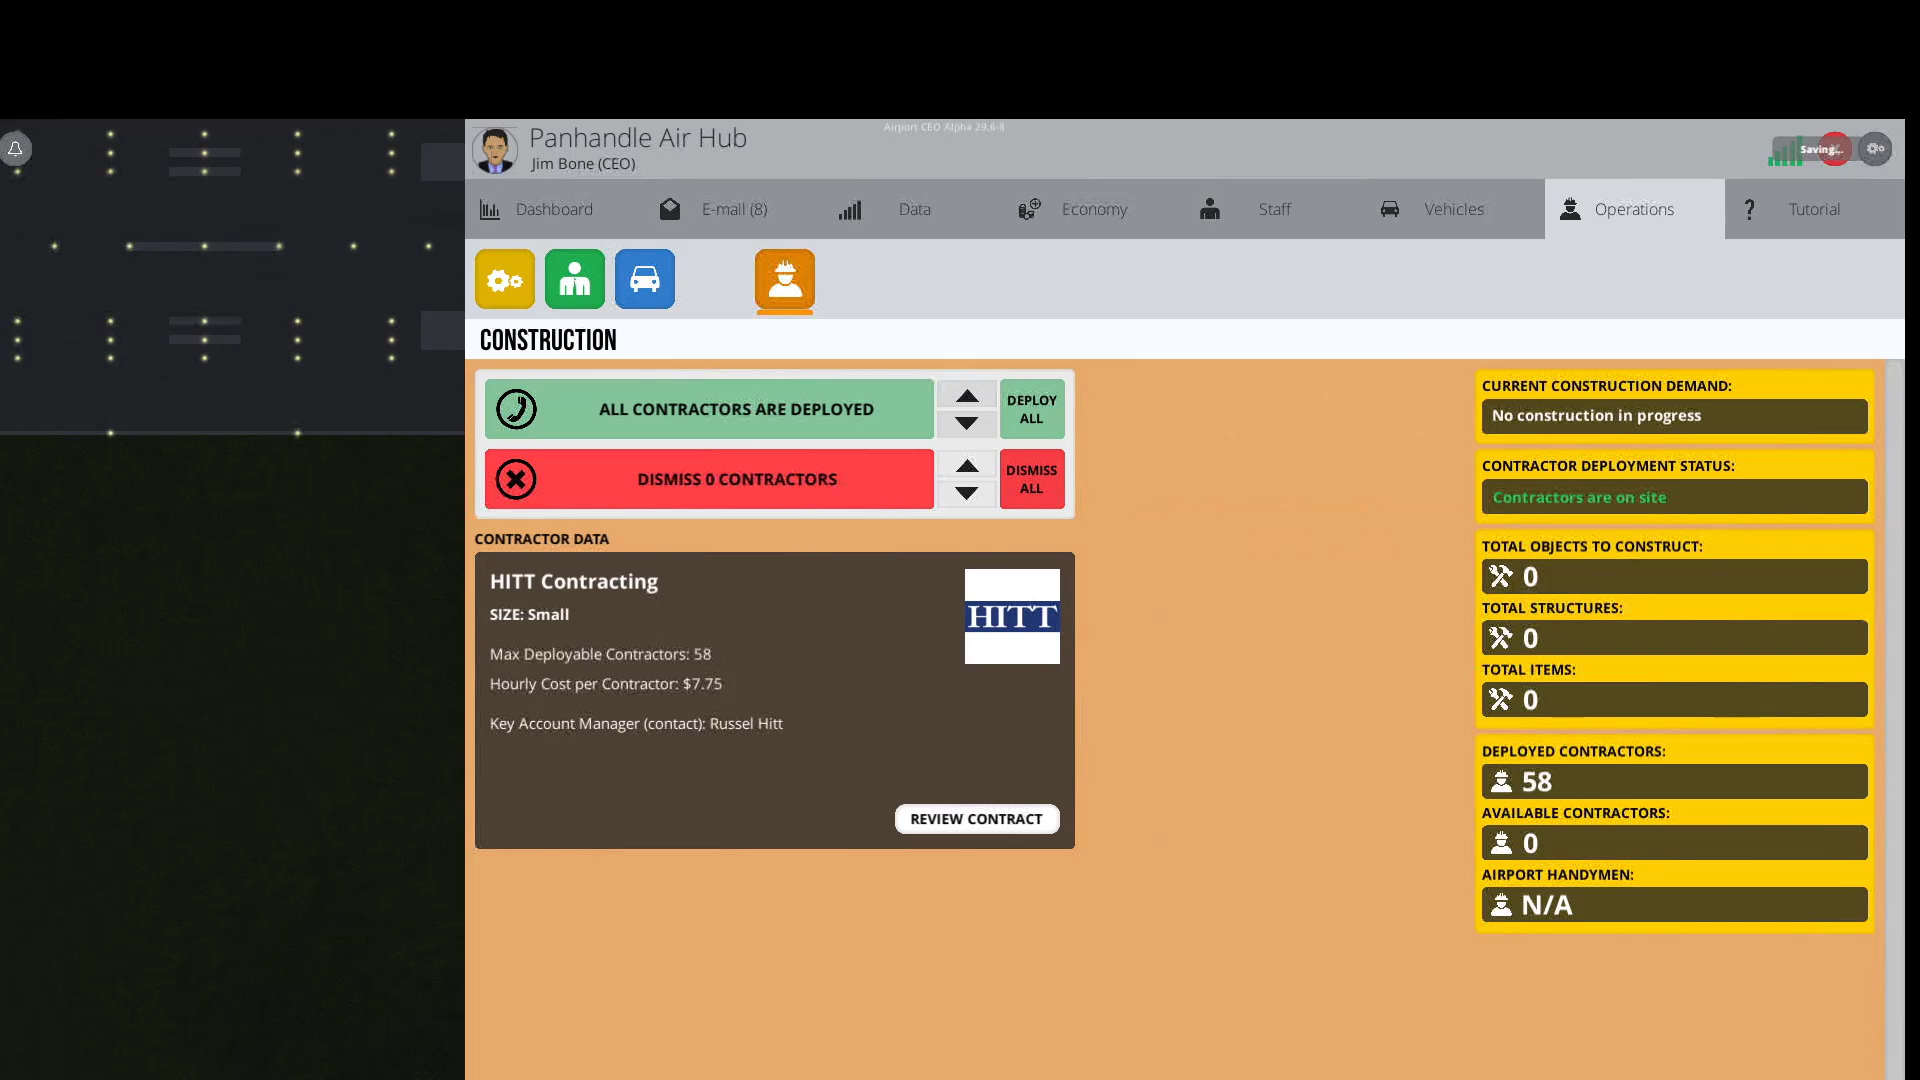 Airport CEO Alpha 29.6-8
Panhandle Air Hub
Jim Bone (CEO)
Saving...
Dashboard
E-mail (8)
Data
Economy
Staff
Vehicles
Operations
? Tutorial
CONSTRUCTION
ALL CONTRACTORS ARE DEPLOYED
DEPLOY
ALL
DISMISS 0 CONTRACTORS
DISMISS
ALL
CONTRACTOR DATA
HITT Contracting
SIZE: Small
HITT
Max Deployable Contractors: 58
Hourly Cost per Contractor: $7.75
Key Account Manager (contact): Russel Hitt
REVIEW CONTRACT
CURRENT CONSTRUCTION DEMAND:
No construction in progress
CONTRACTOR DEPLOYMENT STATUS:
Contractors are on site
TOTAL OBJECTS TO CONSTRUCT:
0
TOTAL STRUCTURES:
0
TOTAL ITEMS:
0
DEPLOYED CONTRACTORS:
58
AVAILABLE CONTRACTORS:
0
AIRPORT HANDYMEN:
N/A